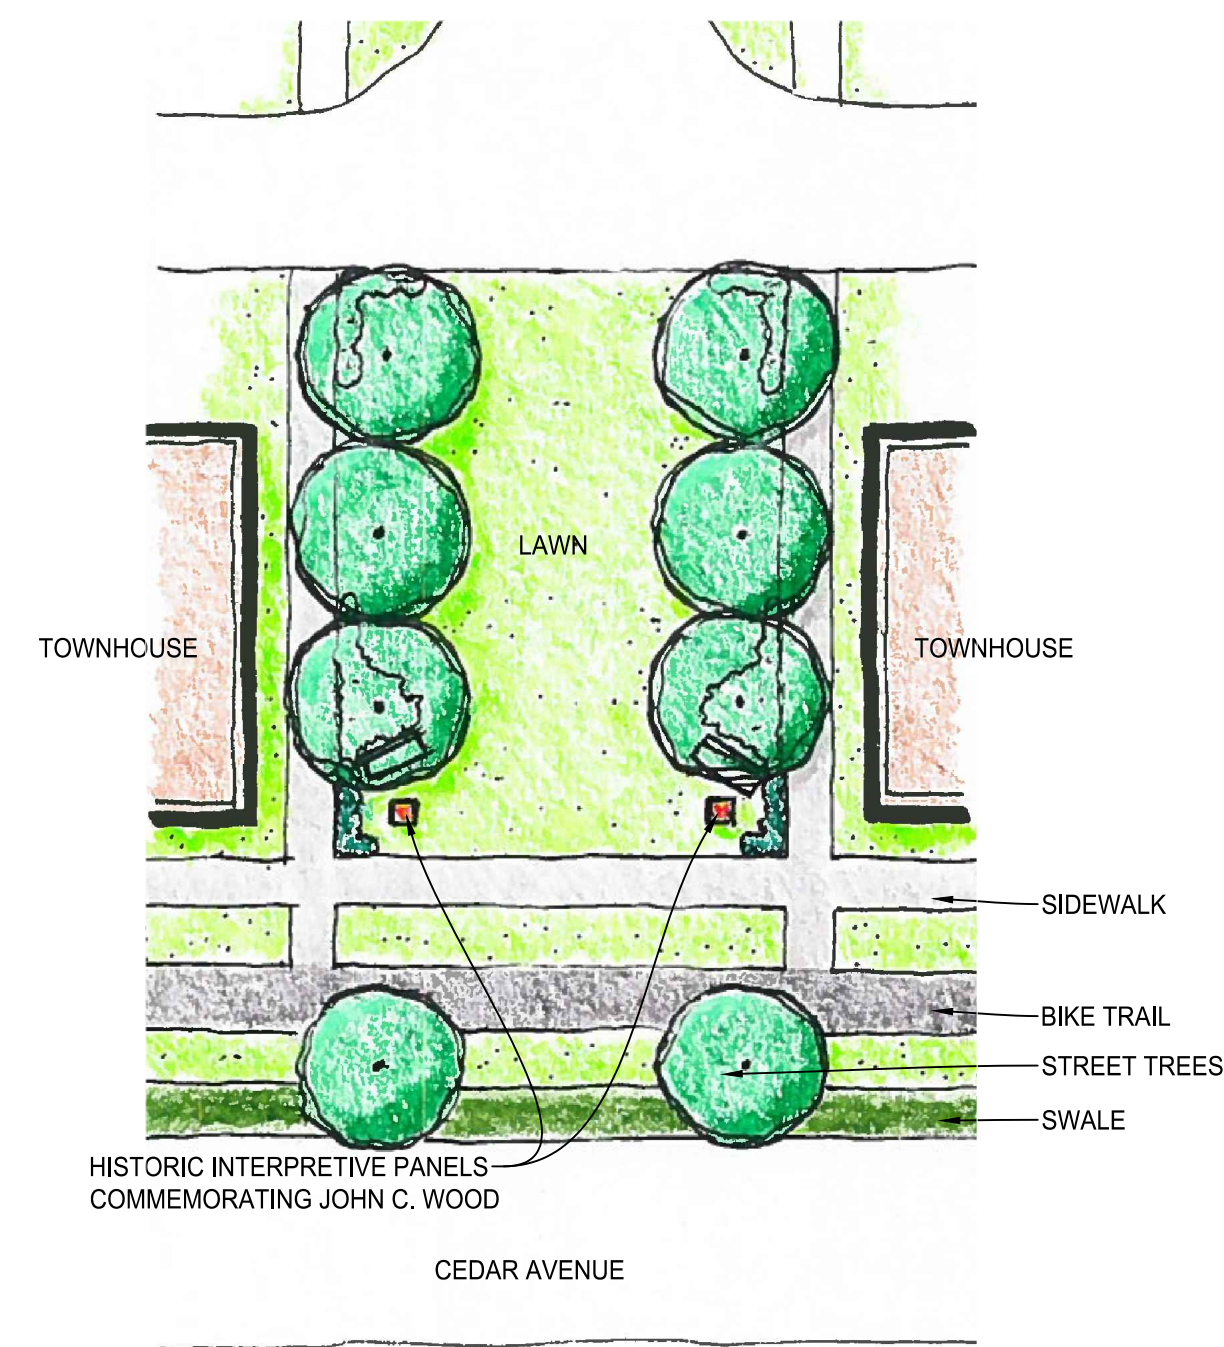 LAWN
TOWNHOUSE
TOWNHOUSE
SIDEWALK
BIKE TRAIL
STREET TREES
SWALE
HISTORIC INTERPRETIVE PANELS
COMMEMORATING JOHN C. WOOD
CEDAR AVENUE